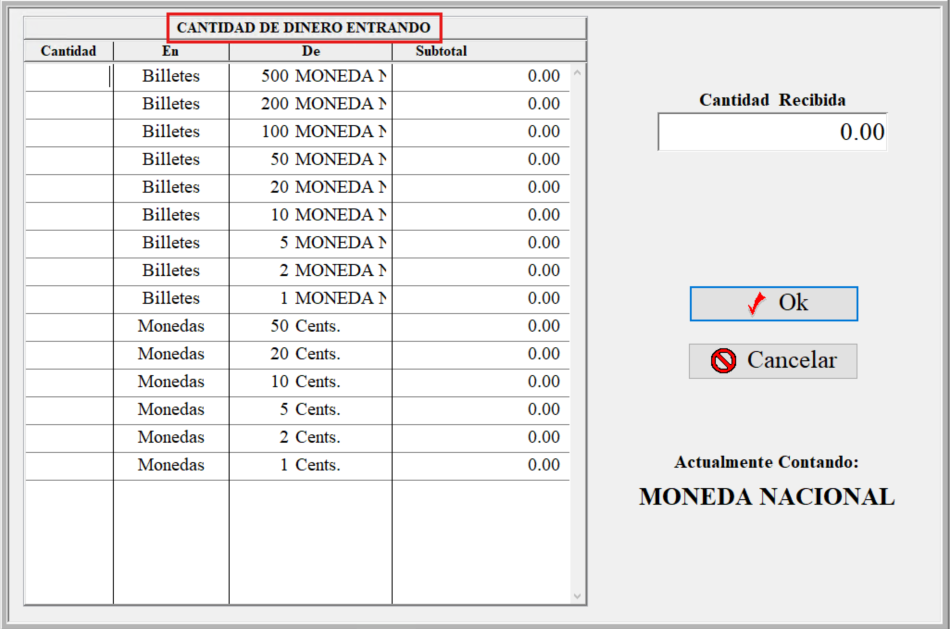 CANTIDAD DE DINERO ENTRANDO
Cantidad En De Subtotal
Billetes 500 MONEDA N 0.00
Billetes 200 MONEDA N 0.00
Billetes 100 MONEDA N 0.00
Billetes 50 MONEDA N 0.00
Billetes 20 MONEDA N 0.00
Billetes 10 MONEDA N 0.00
Billetes 5 MONEDA N 0.00
Billetes 2 MONEDA N 0.00
Billetes 1 MONEDA N 0.00
Monedas 50 Cents. 0.00
Monedas 20 Cents. 0.00
Monedas 10 Cents. 0.00
Monedas 5 Cents. 0.00
Monedas 2 Cents. 0.00
Monedas 1 Cents. 0.00
Cantidad Recibida
0.00
Ok
Cancelar
Actualmente Contando:
MONEDA NACIONAL